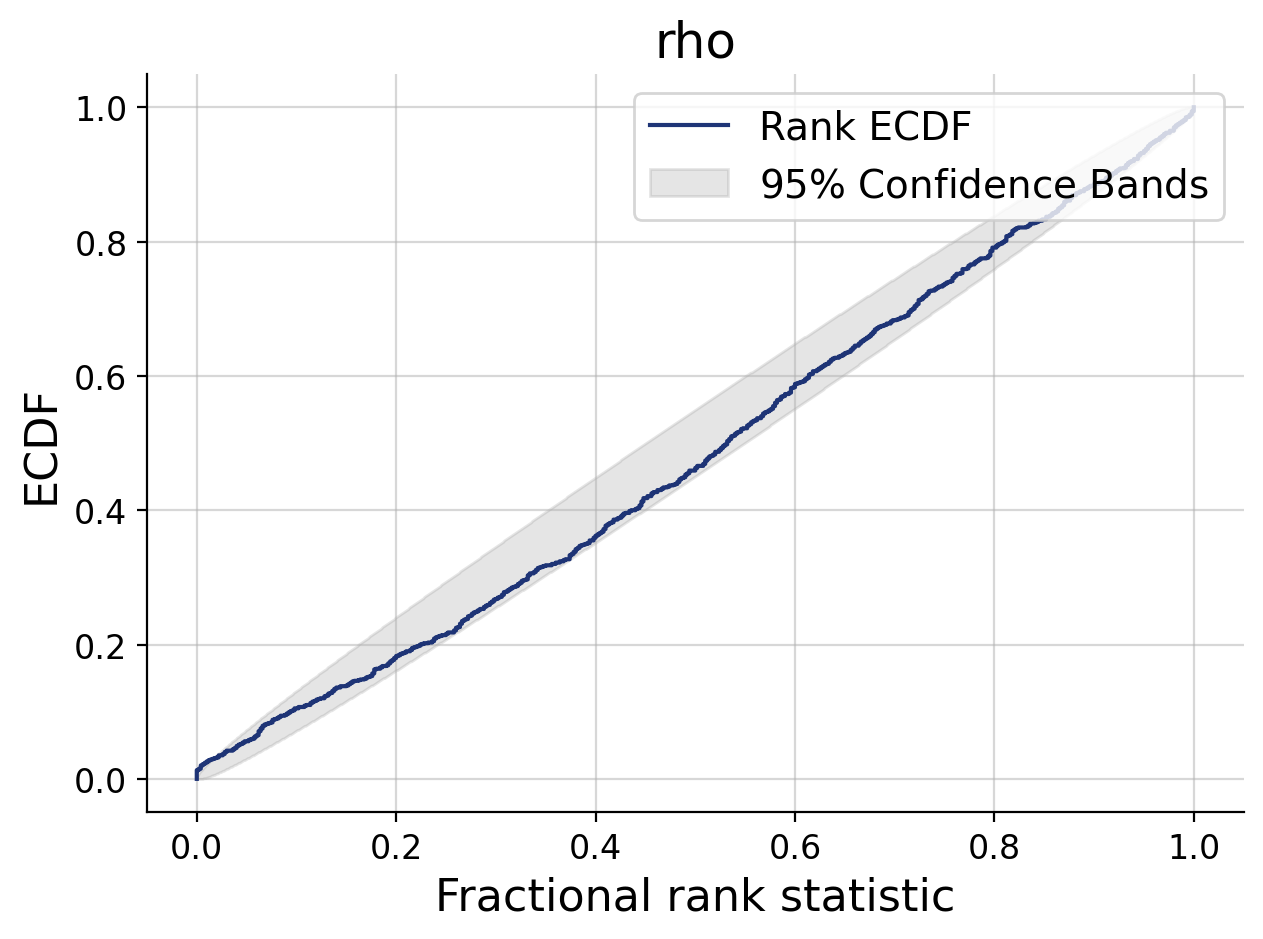 rho
Rank ECDF
95% Confidence Bands
ECDF
1.0
0.8
0.6
0.4
0.2
0.0
0.0 0.2 0.4 0.6 0.8 1.0
Fractional rank statistic